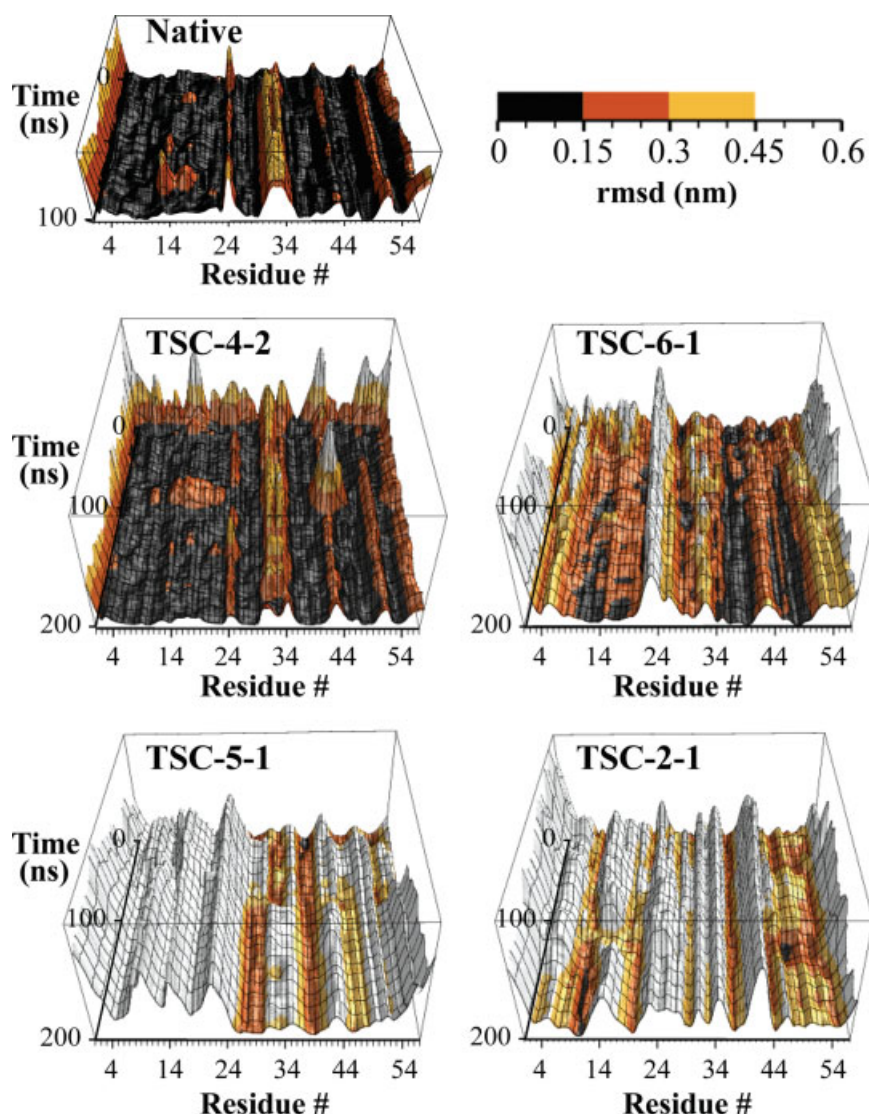 Native
0
Time
(ns)
100
4 14 24 34 44 54
Residue #
0 0.15 0.3 0.45 0.6
rmsd (nm)
TSC-4-2
0
Time
(ns)
100
200
4 14 24 34 44 54
Residue #
TSC-6-1
0
100
200
4 14 24 34 44 54
Residue #
TSC-5-1
0
Time
(ns)
100
200
4 14 24 34 44 54
Residue #
TSC-2-1
0
100
200
4 14 24 34 44 54
Residue #